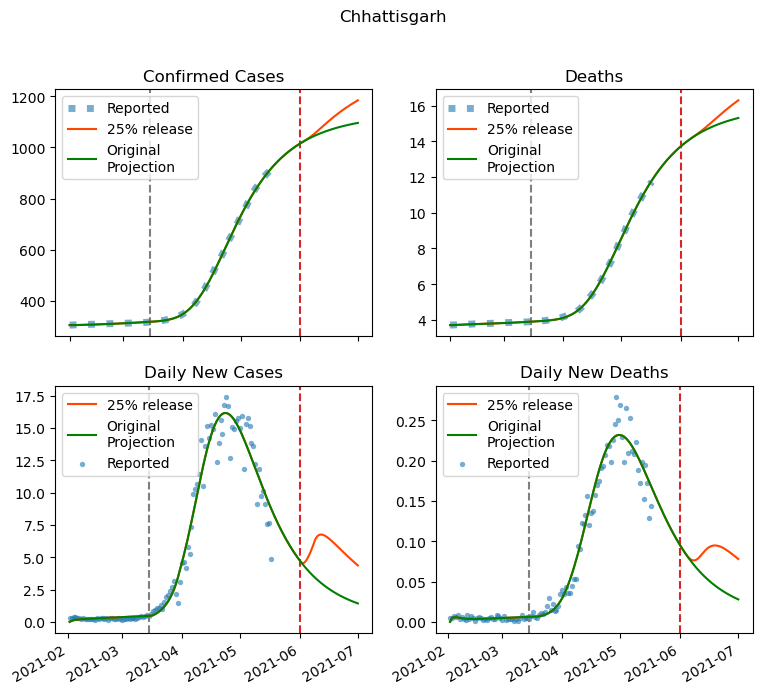 Chhattisgarh
Confirmed Cases
1200
1000
800
600
400
Reported
25% release
Original
Projection
Deaths
16
14
12
10
8
6
4
Reported
25% release
Original
Projection
Daily New Cases
17.5
15.0
12.5
10.0
7.5
5.0
2.5
0.0
25% release
Original
Projection
Reported
2021-02
2021-03
2021-04
2021-05
2021-06
2021-07
Daily New Deaths
0.25
0.20
0.15
0.10
0.05
0.00
25% release
Original
Projection
Reported
2021-02
2021-03
2021-04
2021-05
2021-06
2021-07